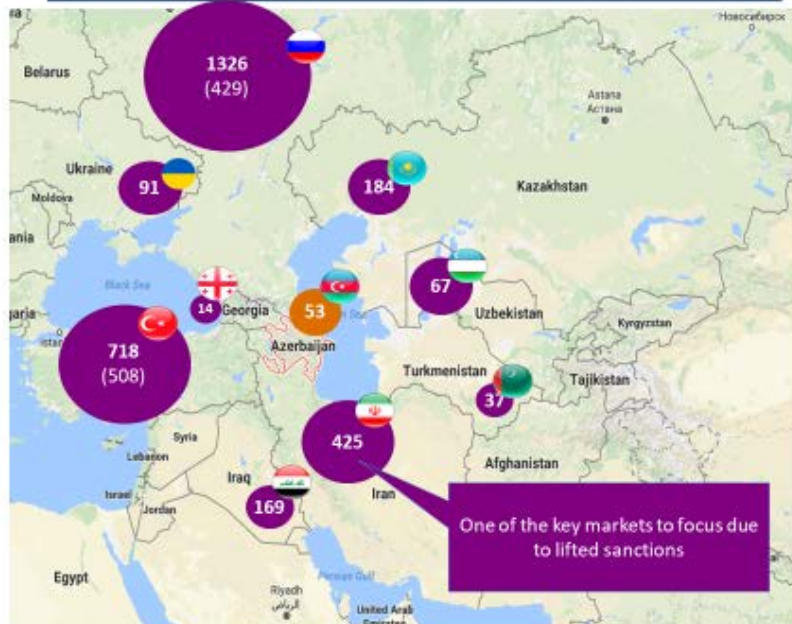 Новосибирск
1326
(429)
Belarus
Astana
Астана
Ukraine
91
184
Kazakhstan
Moldova
ania
Black Sea
67
14
Georgia
53
Uzbekistan
garia
Kyrgyzstan
718
(508)
Azerbaijan
Turkmenistan
Tajikistan
37
Syria
425
Lebanon
Afghanistan
Iraq
Israel
169
Iran
Jordan
One of the key markets to focus due
to lifted sanctions
Egypt
Persian Gulf
Riyadh
الرياض
United Arab
Emirates